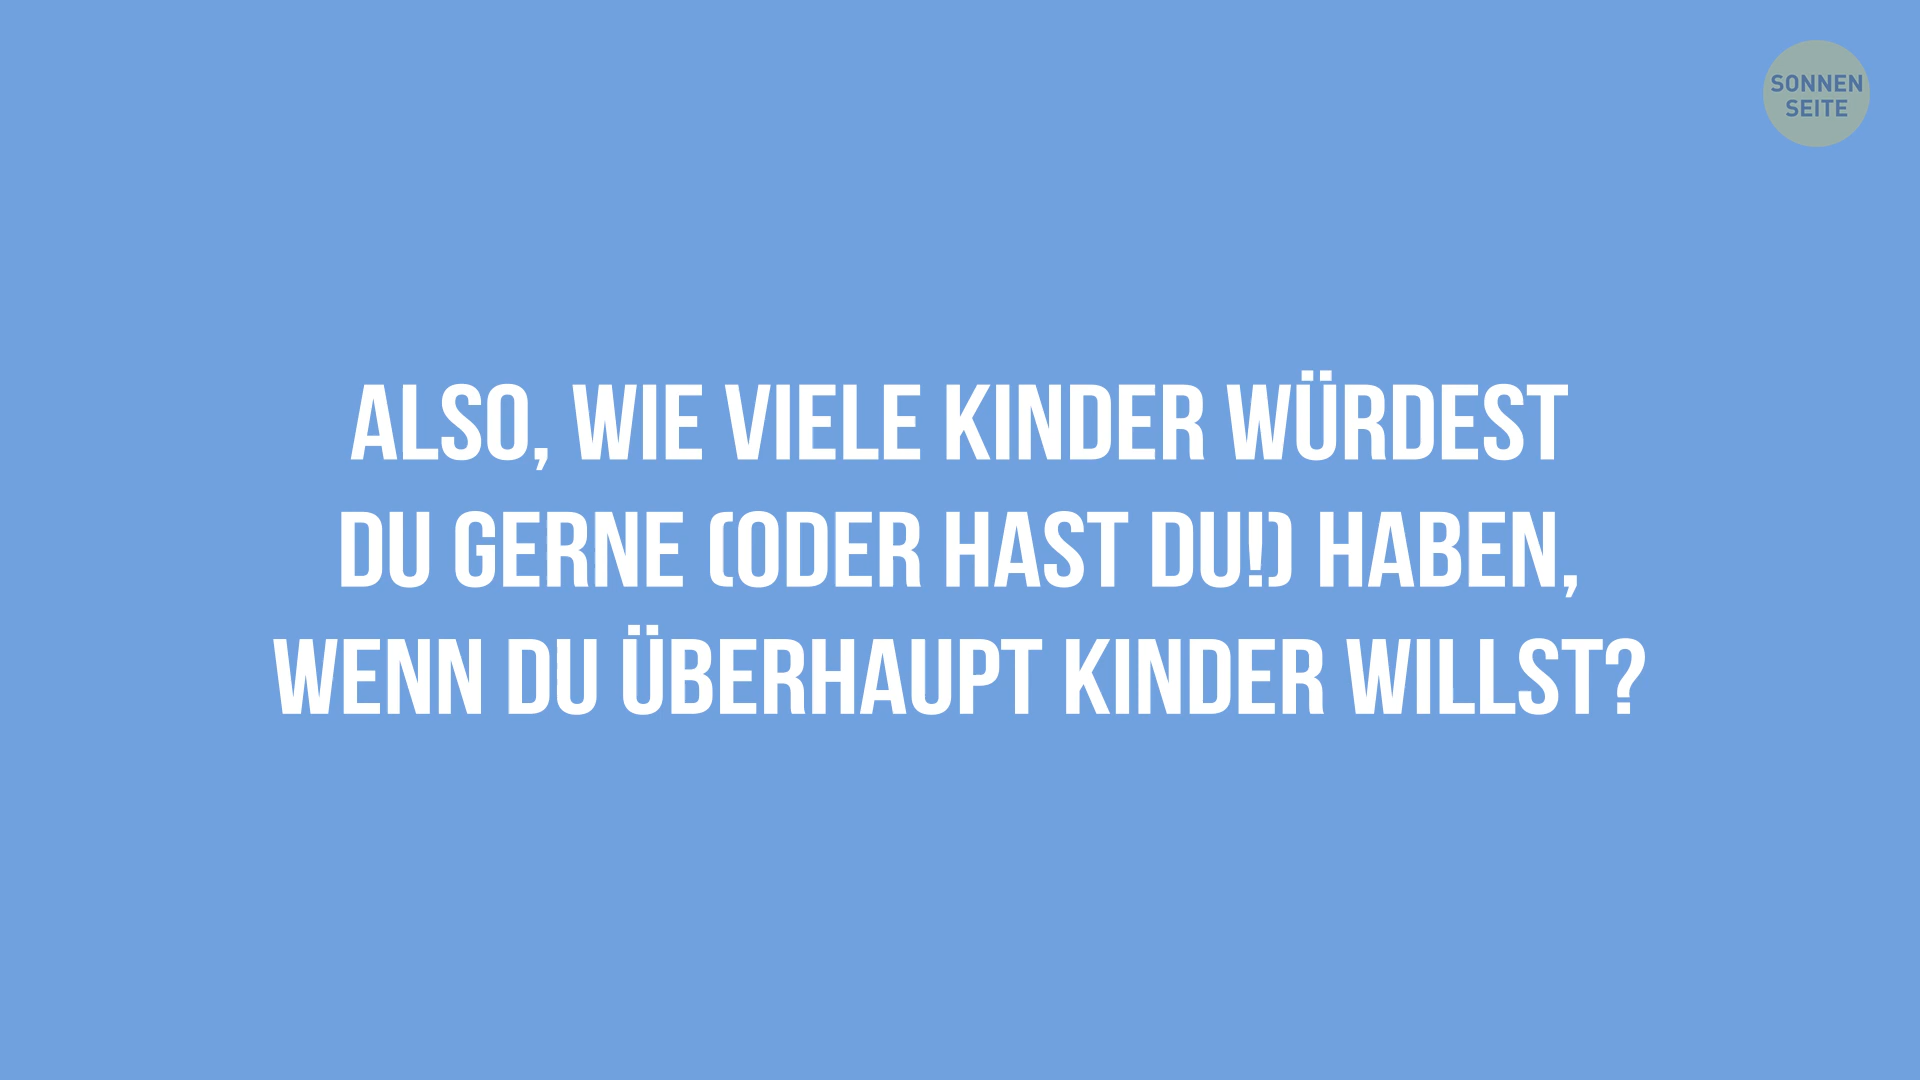 SONNEN
SEITE
ALSO, WIE VIELE KINDER WÜRDEST
DU GERNE (ODER HAST DU!) HABEN,
WENN DU ÜBERHAUPT KINDER WILLST?